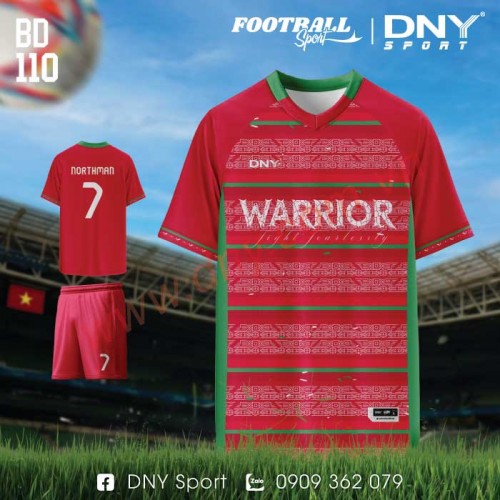 BD
110
FOOTBALL
Sport
DNY®
SPORT
NORTHMAN
7
DNY
WARRIOR
Fight fearlessly
7
DNY
DNY Sport
Zalo
0909 362 079